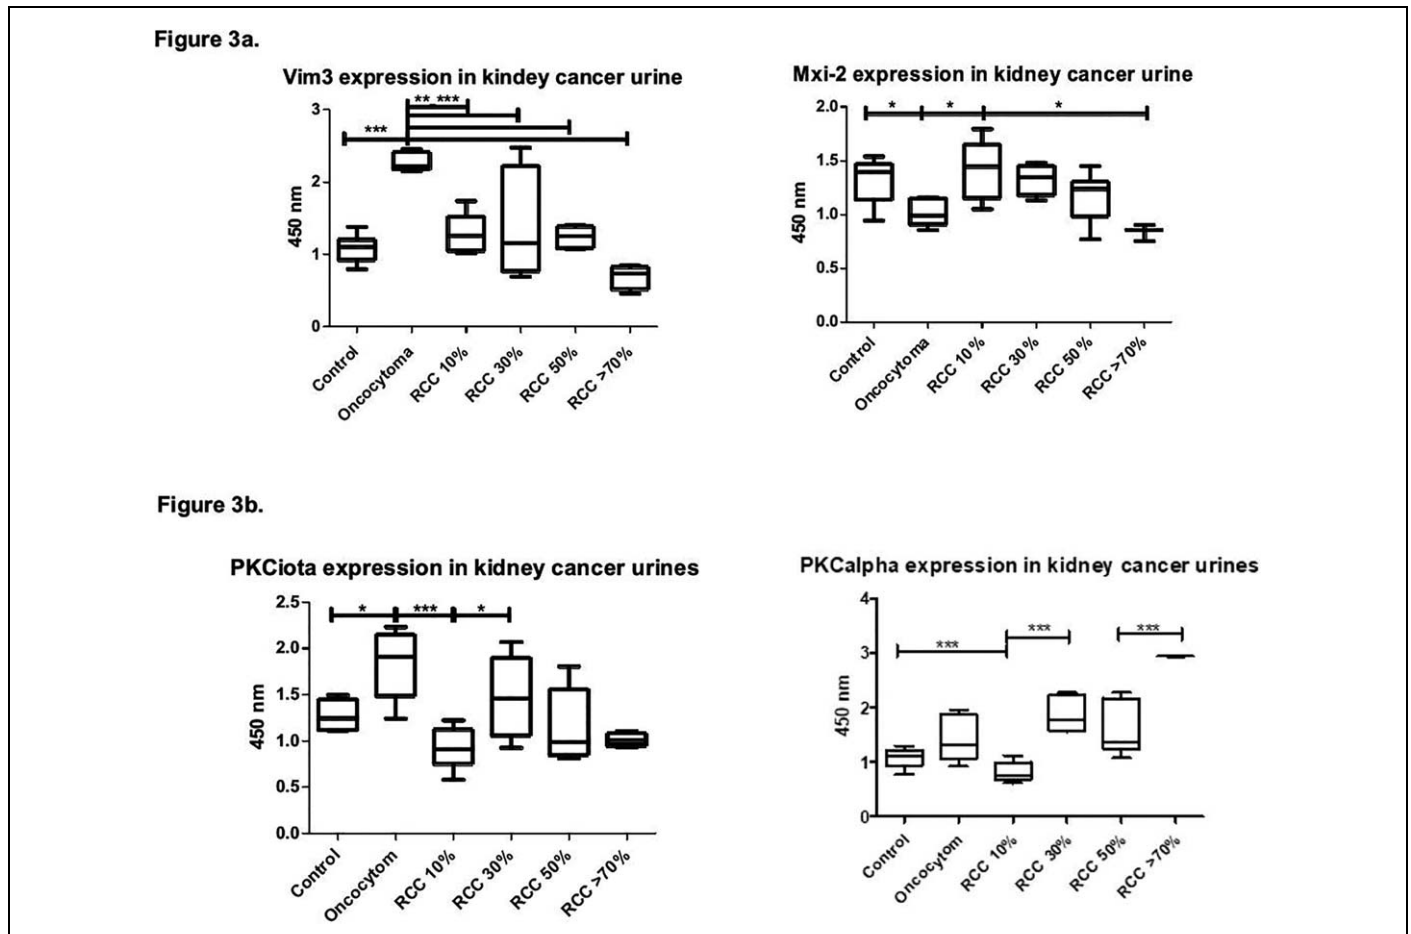 Figure 3a.
Vim3 expression in kindey cancer urine
** ***
***
3
2
1
0
450 nm
Control
Oncocytoma
RCC 10%
RCC 30%
RCC 50%
RCC >70%
Mxi-2 expression in kidney cancer urine
* * *
2.0
1.5
1.0
0.5
0.0
450 nm
Control
Oncocytoma
RCC 10%
RCC 30%
RCC 50%
RCC >70%
Figure 3b.
PKCiota expression in kidney cancer urines
* *** *
2.5
2.0
1.5
1.0
0.5
0.0
450 nm
Control
Oncocytom
RCC 10%
RCC 30%
RCC 50%
RCC >70%
PKCalpha expression in kidney cancer urines
*** *** ***
4
3
2
1
0
450 nm
Control
Oncocytom
RCC 10%
RCC 30%
RCC 50%
RCC >70%